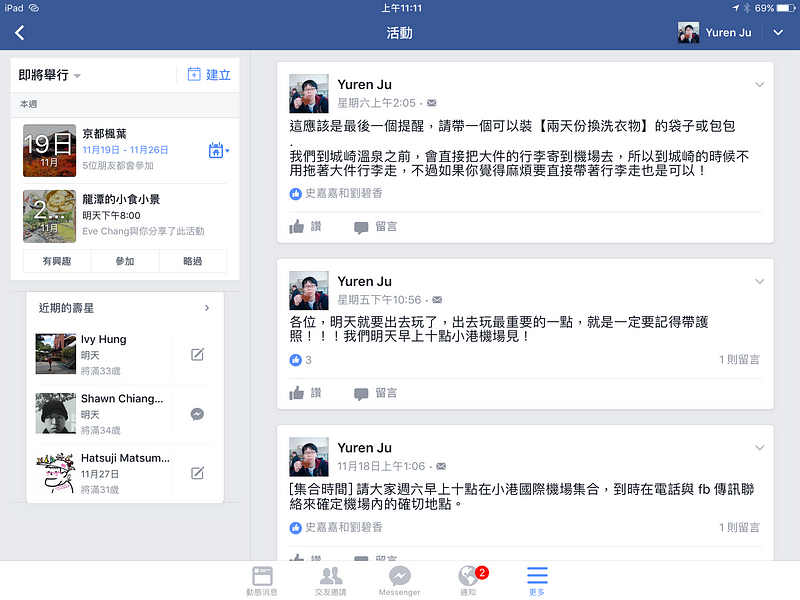 iPad
上午11:11
69%
活動
Yuren Ju
即將舉行
建立
本週
19日
11月
京都楓葉
11月19日 - 11月26日
5位朋友都會參加
2...
11月
龍潭的小食小景
明天下午8:00
Eve Chang與你分享了此活動
有興趣
參加
略過
近期的壽星
Ivy Hung
明天
將滿33歲
Shawn Chiang...
明天
將滿34歲
Hatsuji Matsum...
11月27日
將滿31歲
Yuren Ju
星期六上午2:05 ·
這應該是最後一個提醒，請帶一個可以裝【兩天份換洗衣物】的袋子或包包
.
我們到城崎溫泉之前，會直接把大件的行李寄到機場去，所以到城崎的時候不
用拖著大件行李走，不過如果你覺得麻煩要直接帶著行李走也是可以！
史嘉嘉和劉碧香
讚
留言
Yuren Ju
星期五下午10:56 ·
各位，明天就要出去玩了，出去玩最重要的一點，就是一定要記得帶護
照！！！我們明天早上十點小港機場見！
3
1 則留言
讚
留言
Yuren Ju
11月18日上午1:06 ·
[集合時間] 請大家週六早上十點在小港國際機場集合，到時在電話與 fb 傳訊聯
絡來確定機場內的確切地點。
史嘉嘉和劉碧香
1 則留言
讚
留言
動態消息
交友邀請
Messenger
2
通知
更多